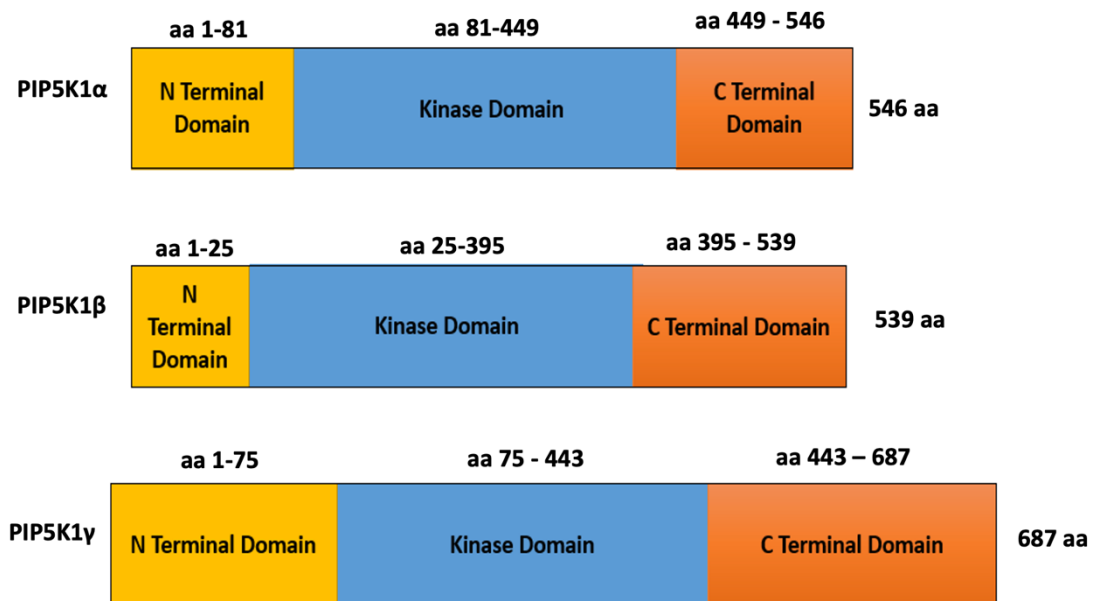 aa 1-81
aa 81-449
aa 449 - 546
PIP5K1α
N Terminal
Domain
Kinase Domain
C Terminal
Domain
546 aa
aa 1-25
aa 25-395
aa 395 - 539
PIP5K1β
N
Terminal
Domain
Kinase Domain
C Terminal Domain
539 aa
aa 1-75
aa 75 - 443
aa 443 – 687
PIP5K1γ
N Terminal Domain
Kinase Domain
C Terminal Domain
687 aa